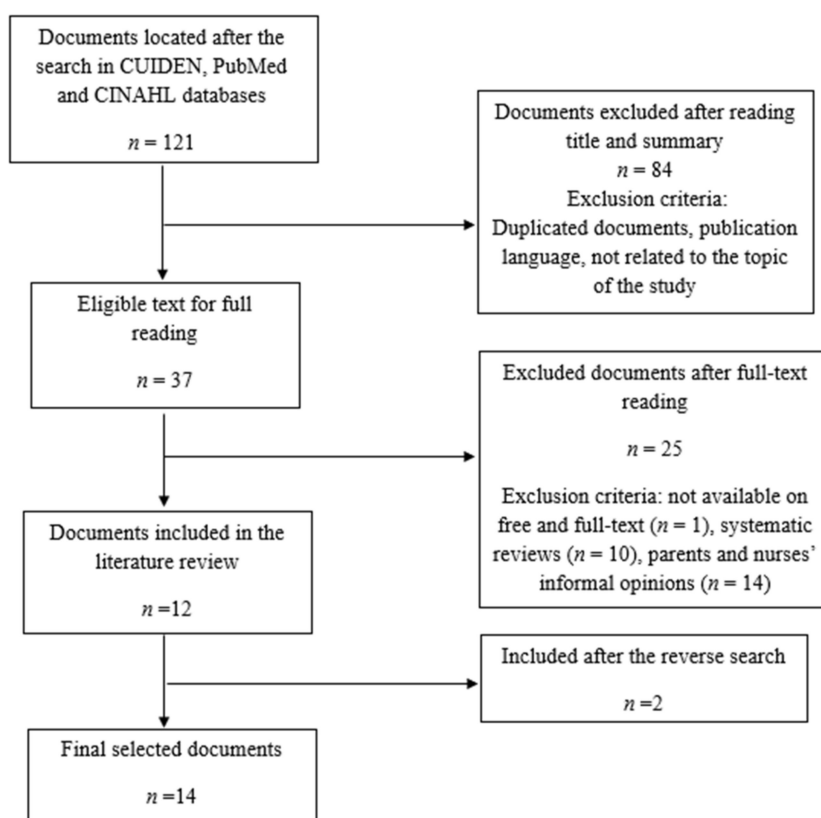 Documents located after the
search in CUIDEN, PubMed
and CINAHL databases
n = 121
Documents excluded after reading
title and summary
n = 84
Exclusion criteria:
Duplicated documents, publication
language, not related to the topic
of the study
Eligible text for full
reading
n = 37
Excluded documents after full-text
reading
n = 25
Exclusion criteria: not available on
free and full-text (n = 1), systematic
reviews (n = 10), parents and nurses’
informal opinions (n = 14)
Documents included in the
literature review
n =12
Included after the reverse search
n =2
Final selected documents
n =14